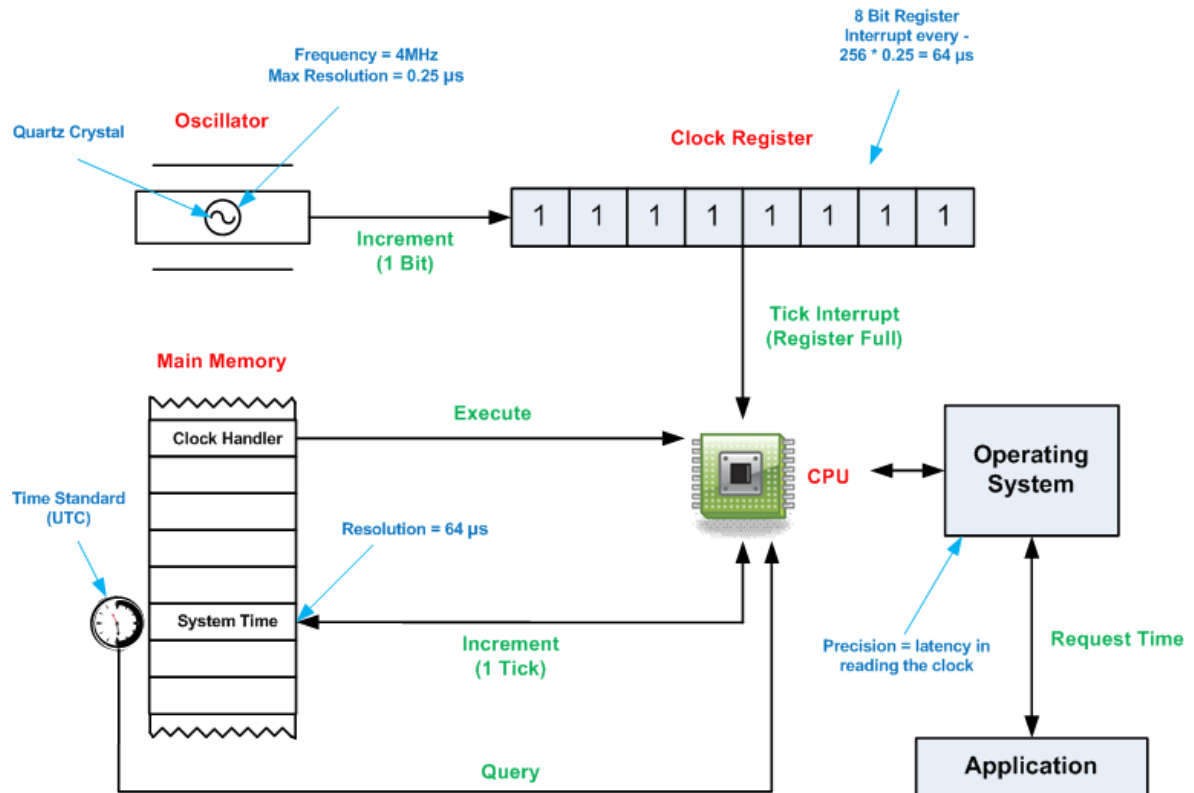 8 Bit Register
Interrupt every -
256 * 0.25 = 64 µs
Frequency = 4MHz
Max Resolution = 0.25 µs
Oscillator
Quartz Crystal
Clock Register
1 1 1 1 1 1 1 1
Increment
(1 Bit)
Tick Interrupt
(Register Full)
Main Memory
Clock Handler
Execute
CPU
Operating
System
Time Standard
(UTC)
Resolution = 64 µs
System Time
Increment
(1 Tick)
Precision = latency in
reading the clock
Request Time
Query
Application